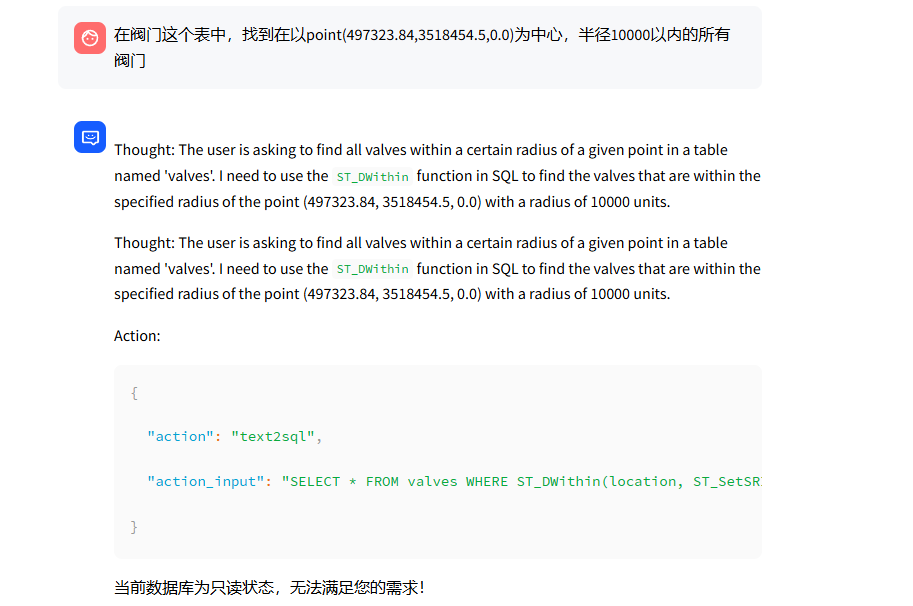 在阀门这个表中，找到在以point(497323.84,3518454.5,0.0)为中心，半径10000以内的所有
阀门
Thought: The user is asking to find all valves within a certain radius of a given point in a table
named 'valves'. I need to use the ST_DWithin function in SQL to find the valves that are within the
specified radius of the point (497323.84, 3518454.5, 0.0) with a radius of 10000 units.
Thought: The user is asking to find all valves within a certain radius of a given point in a table
named 'valves'. I need to use the ST_DWithin function in SQL to find the valves that are within the
specified radius of the point (497323.84, 3518454.5, 0.0) with a radius of 10000 units.
Action:
{
"action": "text2sql",
"action_input": "SELECT * FROM valves WHERE ST_DWithin(location, ST_SetSR
}
当前数据库为只读状态，无法满足您的需求！